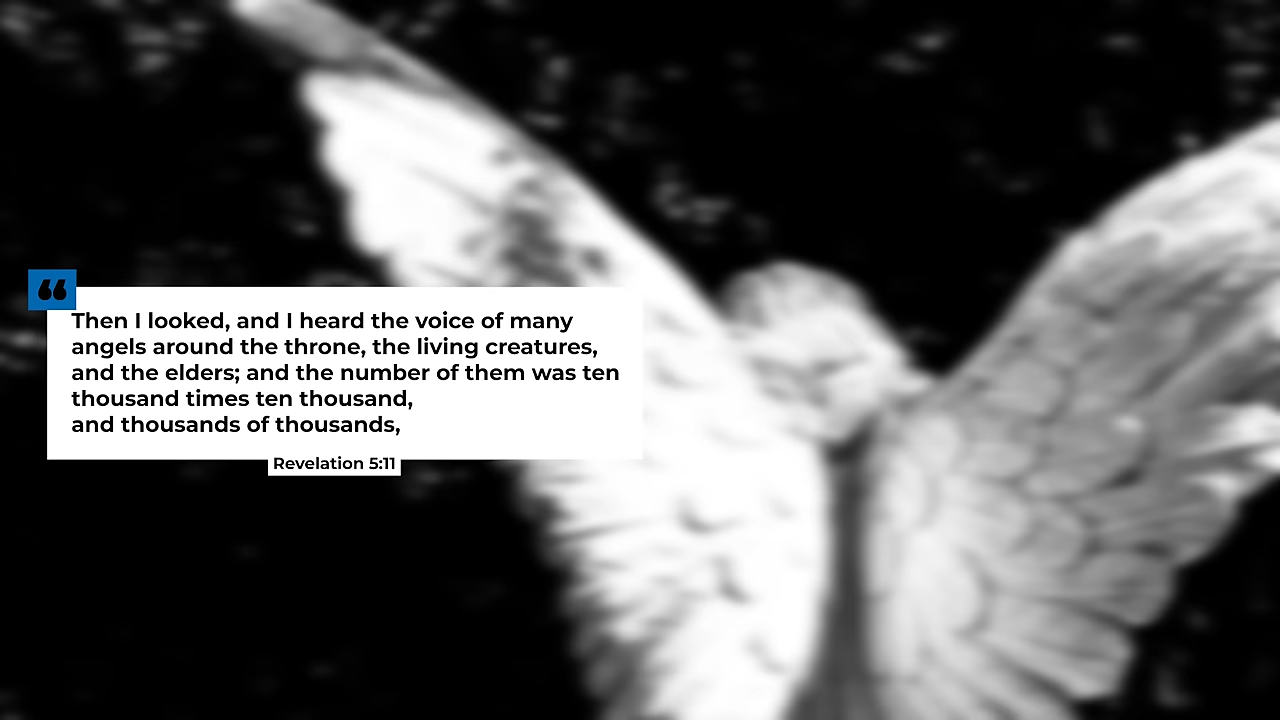 “
Then I looked, and I heard the voice of many
angels around the throne, the living creatures,
and the elders; and the number of them was ten
thousand times ten thousand,
and thousands of thousands,
Revelation 5:11